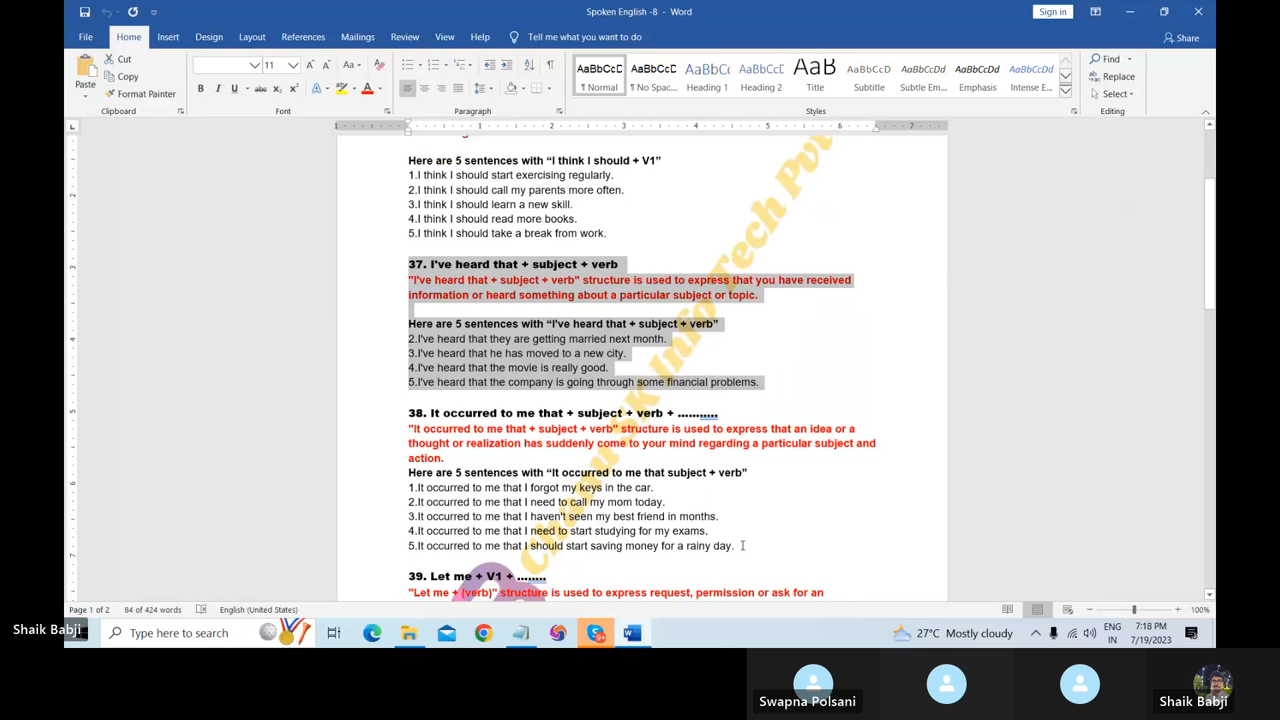 Spoken English -8 - Word
Sign in
File Home Insert Design Layout References Mailings Review View Help Tell me what you want to do Share
Paste
Cut
Copy
Format Painter
11
Aa
B I U abc X₂ X²
AaBbCcD AaBbCcD AaBbCc AaBbCcD AaB AaBbCcD AaBbCcD AaBbCcD AaBbCcD
¶ Normal ¶ No Spac... Heading 1 Heading 2 Title Subtitle Subtle Em... Emphasis Intense E...
Find
Replace
Select
Clipboard Font Paragraph Styles Editing
1 1 2 3 4 5 6 7
Here are 5 sentences with “I think I should + V1”
1.I think I should start exercising regularly.
2.I think I should call my parents more often.
3.I think I should learn a new skill.
4.I think I should read more books.
5.I think I should take a break from work.
37. I've heard that + subject + verb
"I've heard that + subject + verb" structure is used to express that you have received
information or heard something about a particular subject or topic.
Here are 5 sentences with “I've heard that + subject + verb”
2.I've heard that they are getting married next month.
3.I've heard that he has moved to a new city.
4.I've heard that the movie is really good.
5.I've heard that the company is going through some financial problems.
38. It occurred to me that + subject + verb + ...........
"It occurred to me that + subject + verb" structure is used to express that an idea or a
thought or realization has suddenly come to your mind regarding a particular subject and
action.
Here are 5 sentences with “It occurred to me that subject + verb”
1.It occurred to me that I forgot my keys in the car.
2.It occurred to me that I need to call my mom today.
3.It occurred to me that I haven't seen my best friend in months.
4.It occurred to me that I need to start studying for my exams.
5.It occurred to me that I should start saving money for a rainy day.
39. Let me + V1 + ........
"Let me + (verb)" structure is used to express request, permission or ask for an
Info Tech Pvt
Page 1 of 2 84 of 424 words English (United States) 100%
Shaik Babji
Type here to search
27°C Mostly cloudy
ENG
IN
7:18 PM
7/19/2023
Swapna Polsani
Shaik Babji